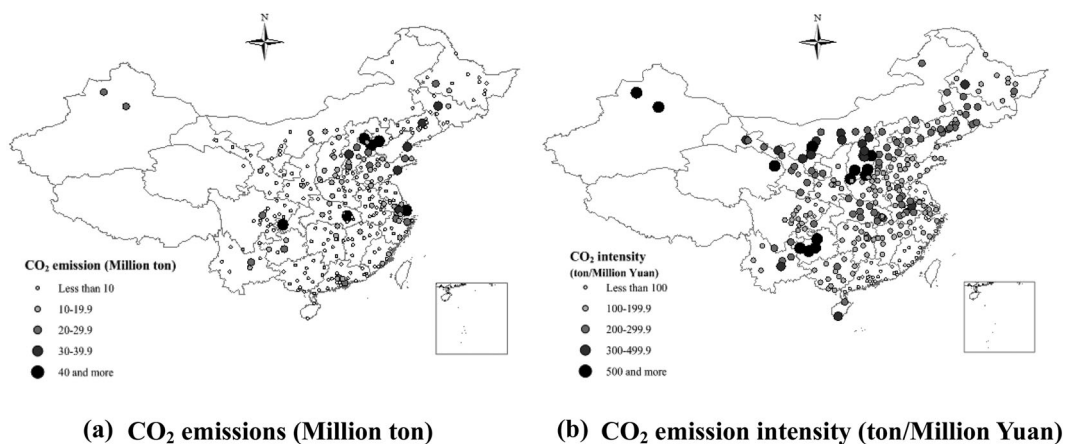 N
CO₂ emission (Million ton)
Less than 10
10-19.9
20-29.9
30-39.9
40 and more
(a) CO₂ emissions (Million ton)
N
CO₂ intensity
(ton/Million Yuan)
Less than 100
100-199.9
200-299.9
300-499.9
500 and more
(b) CO₂ emission intensity (ton/Million Yuan)